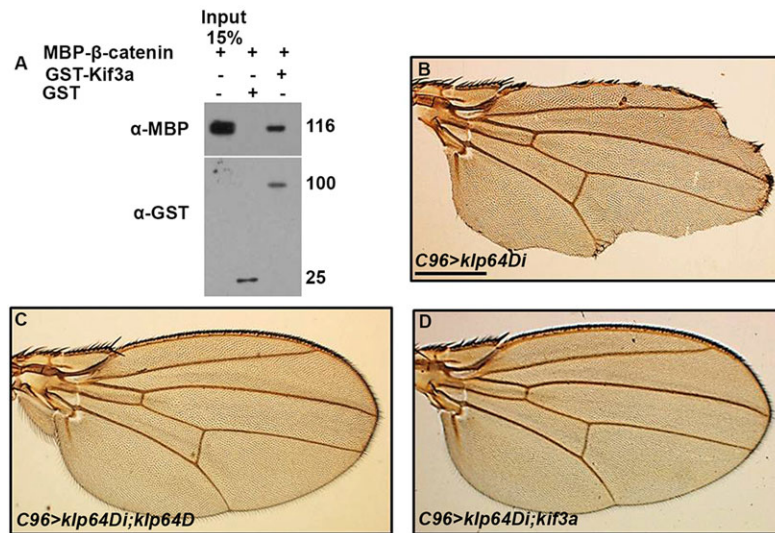 Input
15%
A
MBP-β-catenin + + +
GST-Kif3a - - +
GST - + -
α-MBP
116
α-GST
100
25
B
C96>klp64Di
C
C96>klp64Di;klp64D
D
C96>klp64Di;kif3a